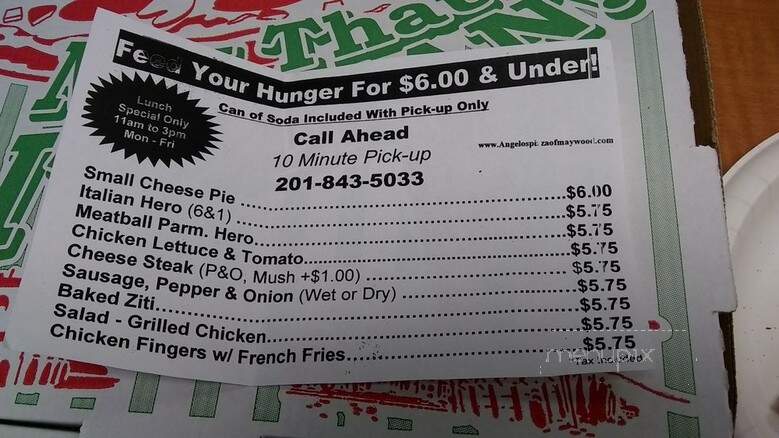 Thank
Feed Your Hunger For $6.00 & Under!
Can of Soda Included With Pick-up Only
Lunch
Special Only
11am to 3pm
Mon - Fri
Call Ahead
10 Minute Pick-up
201-843-5033
www.Angelospizzaofmaywood.com
Small Cheese Pie ..... $6.00
Italian Hero (6&1) ..... $5.75
Meatball Parm. Hero..... $5.75
Chicken Lettuce & Tomato..... $5.75
Cheese Steak (P&O, Mush +$1.00) ..... $5.75
Sausage, Pepper & Onion (Wet or Dry) ..... $5.75
Baked Ziti..... $5.75
Salad - Grilled Chicken..... $5.75
Chicken Fingers w/ French Fries..... $5.75
Tax Included
menupix